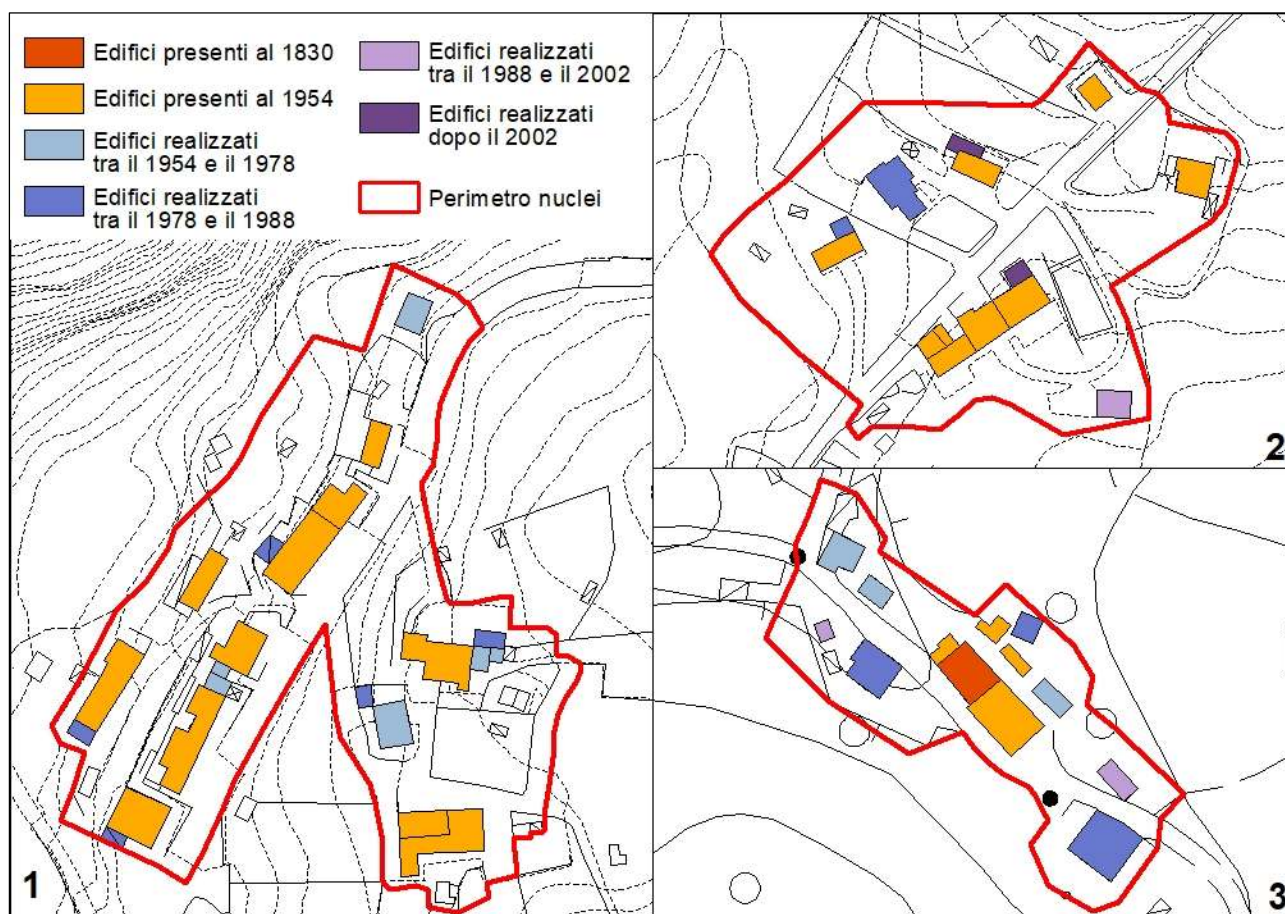 Edifici presenti al 1830
Edifici presenti al 1954
Edifici realizzati
tra il 1954 e il 1978
Edifici realizzati
tra il 1978 e il 1988
Edifici realizzati
tra il 1988 e il 2002
Edifici realizzati
dopo il 2002
Perimetro nuclei
1
2
3